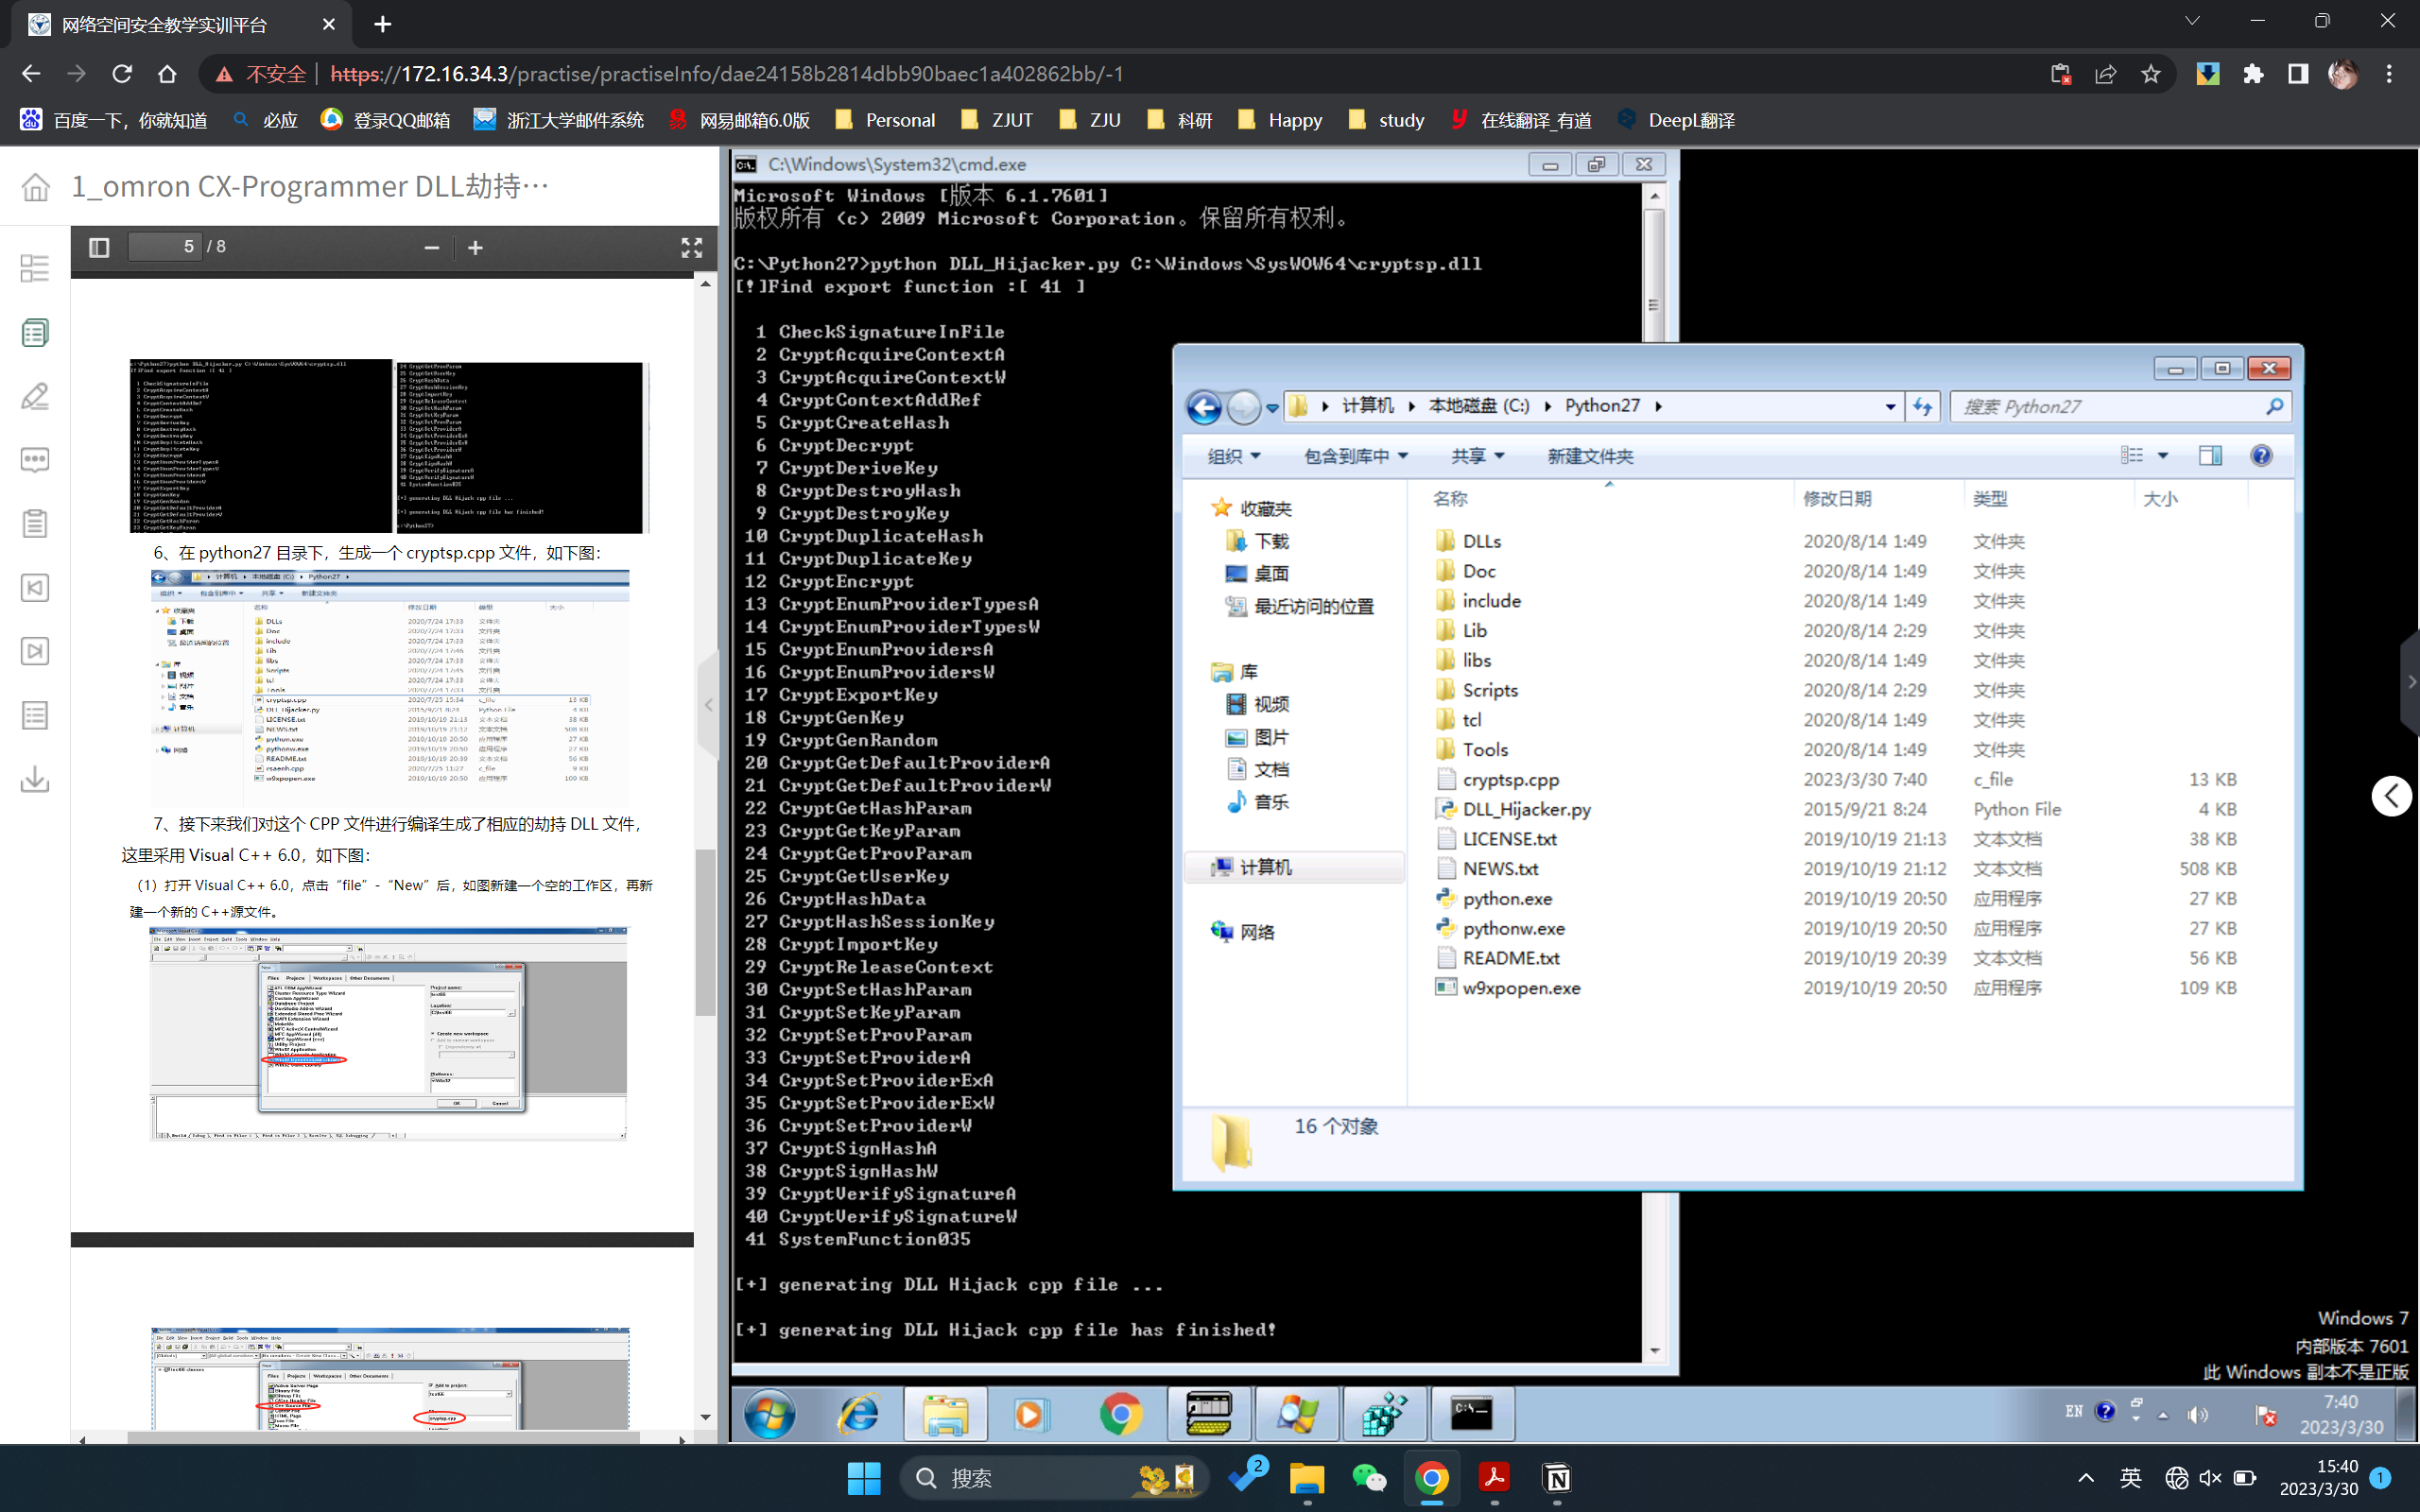 网络空间安全教学实训平台
不安全 https://172.16.34.3/practise/practiseInfo/dae24158b2814dbb90baec1a402862bb/-1
百度一下，你就知道 必应 登录QQ邮箱 浙江大学邮件系统 网易邮箱6.0版 Personal ZJUT ZJU 科研 Happy study 在线翻译_有道 DeepL翻译
1_omron CX-Programmer DLL劫持…
5 / 8
6、在 python27 目录下，生成一个 cryptsp.cpp 文件，如下图：
7、接下来我们对这个 CPP 文件进行编译生成了相应的劫持 DLL 文件，
这里采用 Visual C++ 6.0，如下图：
（1）打开 Visual C++ 6.0，点击“file”-“New”后，如图新建一个空的工作区，再新
建一个新的 C++源文件。
C:\Windows\System32\cmd.exe
Microsoft Windows [版本 6.1.7601]
版权所有 (c) 2009 Microsoft Corporation。保留所有权利。
C:\Python27>python DLL_Hijacker.py C:\Windows\SysWOW64\cryptsp.dll
[!]Find export function :[ 41 ]
1 CheckSignatureInFile
2 CryptAcquireContextA
3 CryptAcquireContextW
4 CryptContextAddRef
5 CryptCreateHash
6 CryptDecrypt
7 CryptDeriveKey
8 CryptDestroyHash
9 CryptDestroyKey
10 CryptDuplicateHash
11 CryptDuplicateKey
12 CryptEncrypt
13 CryptEnumProviderTypesA
14 CryptEnumProviderTypesW
15 CryptEnumProvidersA
16 CryptEnumProvidersW
17 CryptExportKey
18 CryptGenKey
19 CryptGenRandom
20 CryptGetDefaultProviderA
21 CryptGetDefaultProviderW
22 CryptGetHashParam
23 CryptGetKeyParam
24 CryptGetProvParam
25 CryptGetUserKey
26 CryptHashData
27 CryptHashSessionKey
28 CryptImportKey
29 CryptReleaseContext
30 CryptSetHashParam
31 CryptSetKeyParam
32 CryptSetProvParam
33 CryptSetProviderA
34 CryptSetProviderExA
35 CryptSetProviderExW
36 CryptSetProviderW
37 CryptSignHashA
38 CryptSignHashW
39 CryptVerifySignatureA
40 CryptVerifySignatureW
41 SystemFunction035
[+] generating DLL Hijack cpp file ...
[+] generating DLL Hijack cpp file has finished!
计算机 本地磁盘 (C:) Python27 搜索 Python27
组织 包含到库中 共享 新建文件夹
收藏夹
下载
桌面
最近访问的位置
库
视频
图片
文档
音乐
计算机
网络
名称 修改日期 类型 大小
DLLs 2020/8/14 1:49 文件夹
Doc 2020/8/14 1:49 文件夹
include 2020/8/14 1:49 文件夹
Lib 2020/8/14 2:29 文件夹
libs 2020/8/14 1:49 文件夹
Scripts 2020/8/14 2:29 文件夹
tcl 2020/8/14 1:49 文件夹
Tools 2020/8/14 1:49 文件夹
cryptsp.cpp 2023/3/30 7:40 c_file 13 KB
DLL_Hijacker.py 2015/9/21 8:24 Python File 4 KB
LICENSE.txt 2019/10/19 21:13 文本文档 38 KB
NEWS.txt 2019/10/19 21:12 文本文档 508 KB
python.exe 2019/10/19 20:50 应用程序 27 KB
pythonw.exe 2019/10/19 20:50 应用程序 27 KB
README.txt 2019/10/19 20:39 文本文档 56 KB
w9xpopen.exe 2019/10/19 20:50 应用程序 109 KB
16 个对象
Windows 7
内部版本 7601
此 Windows 副本不是正版
EN
7:40
2023/3/30
搜索
2
英
15:40
2023/3/30
1